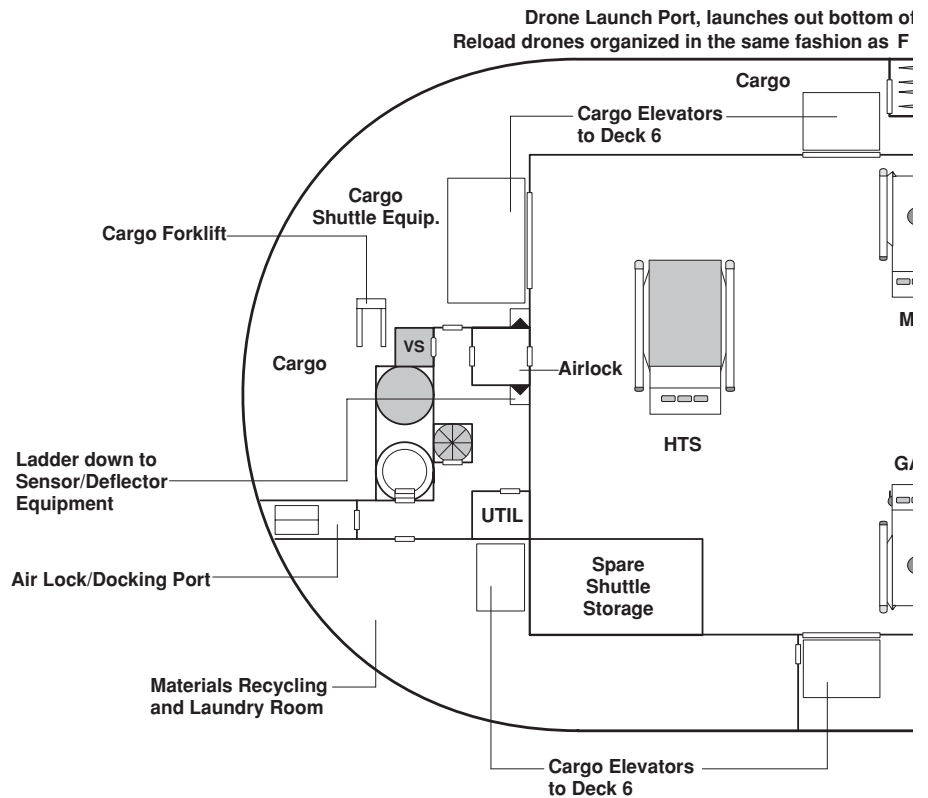 Drone Launch Port, launches out bottom of
Reload drones organized in the same fashion as F
Cargo
Cargo Elevators
to Deck 6
Cargo
Shuttle Equip.
Cargo Forklift
M
VS
Cargo
Airlock
HTS
Ladder down to
Sensor/Deflector
Equipment
GA
UTIL
Air Lock/Docking Port
Spare
Shuttle
Storage
Materials Recycling
and Laundry Room
Cargo Elevators
to Deck 6